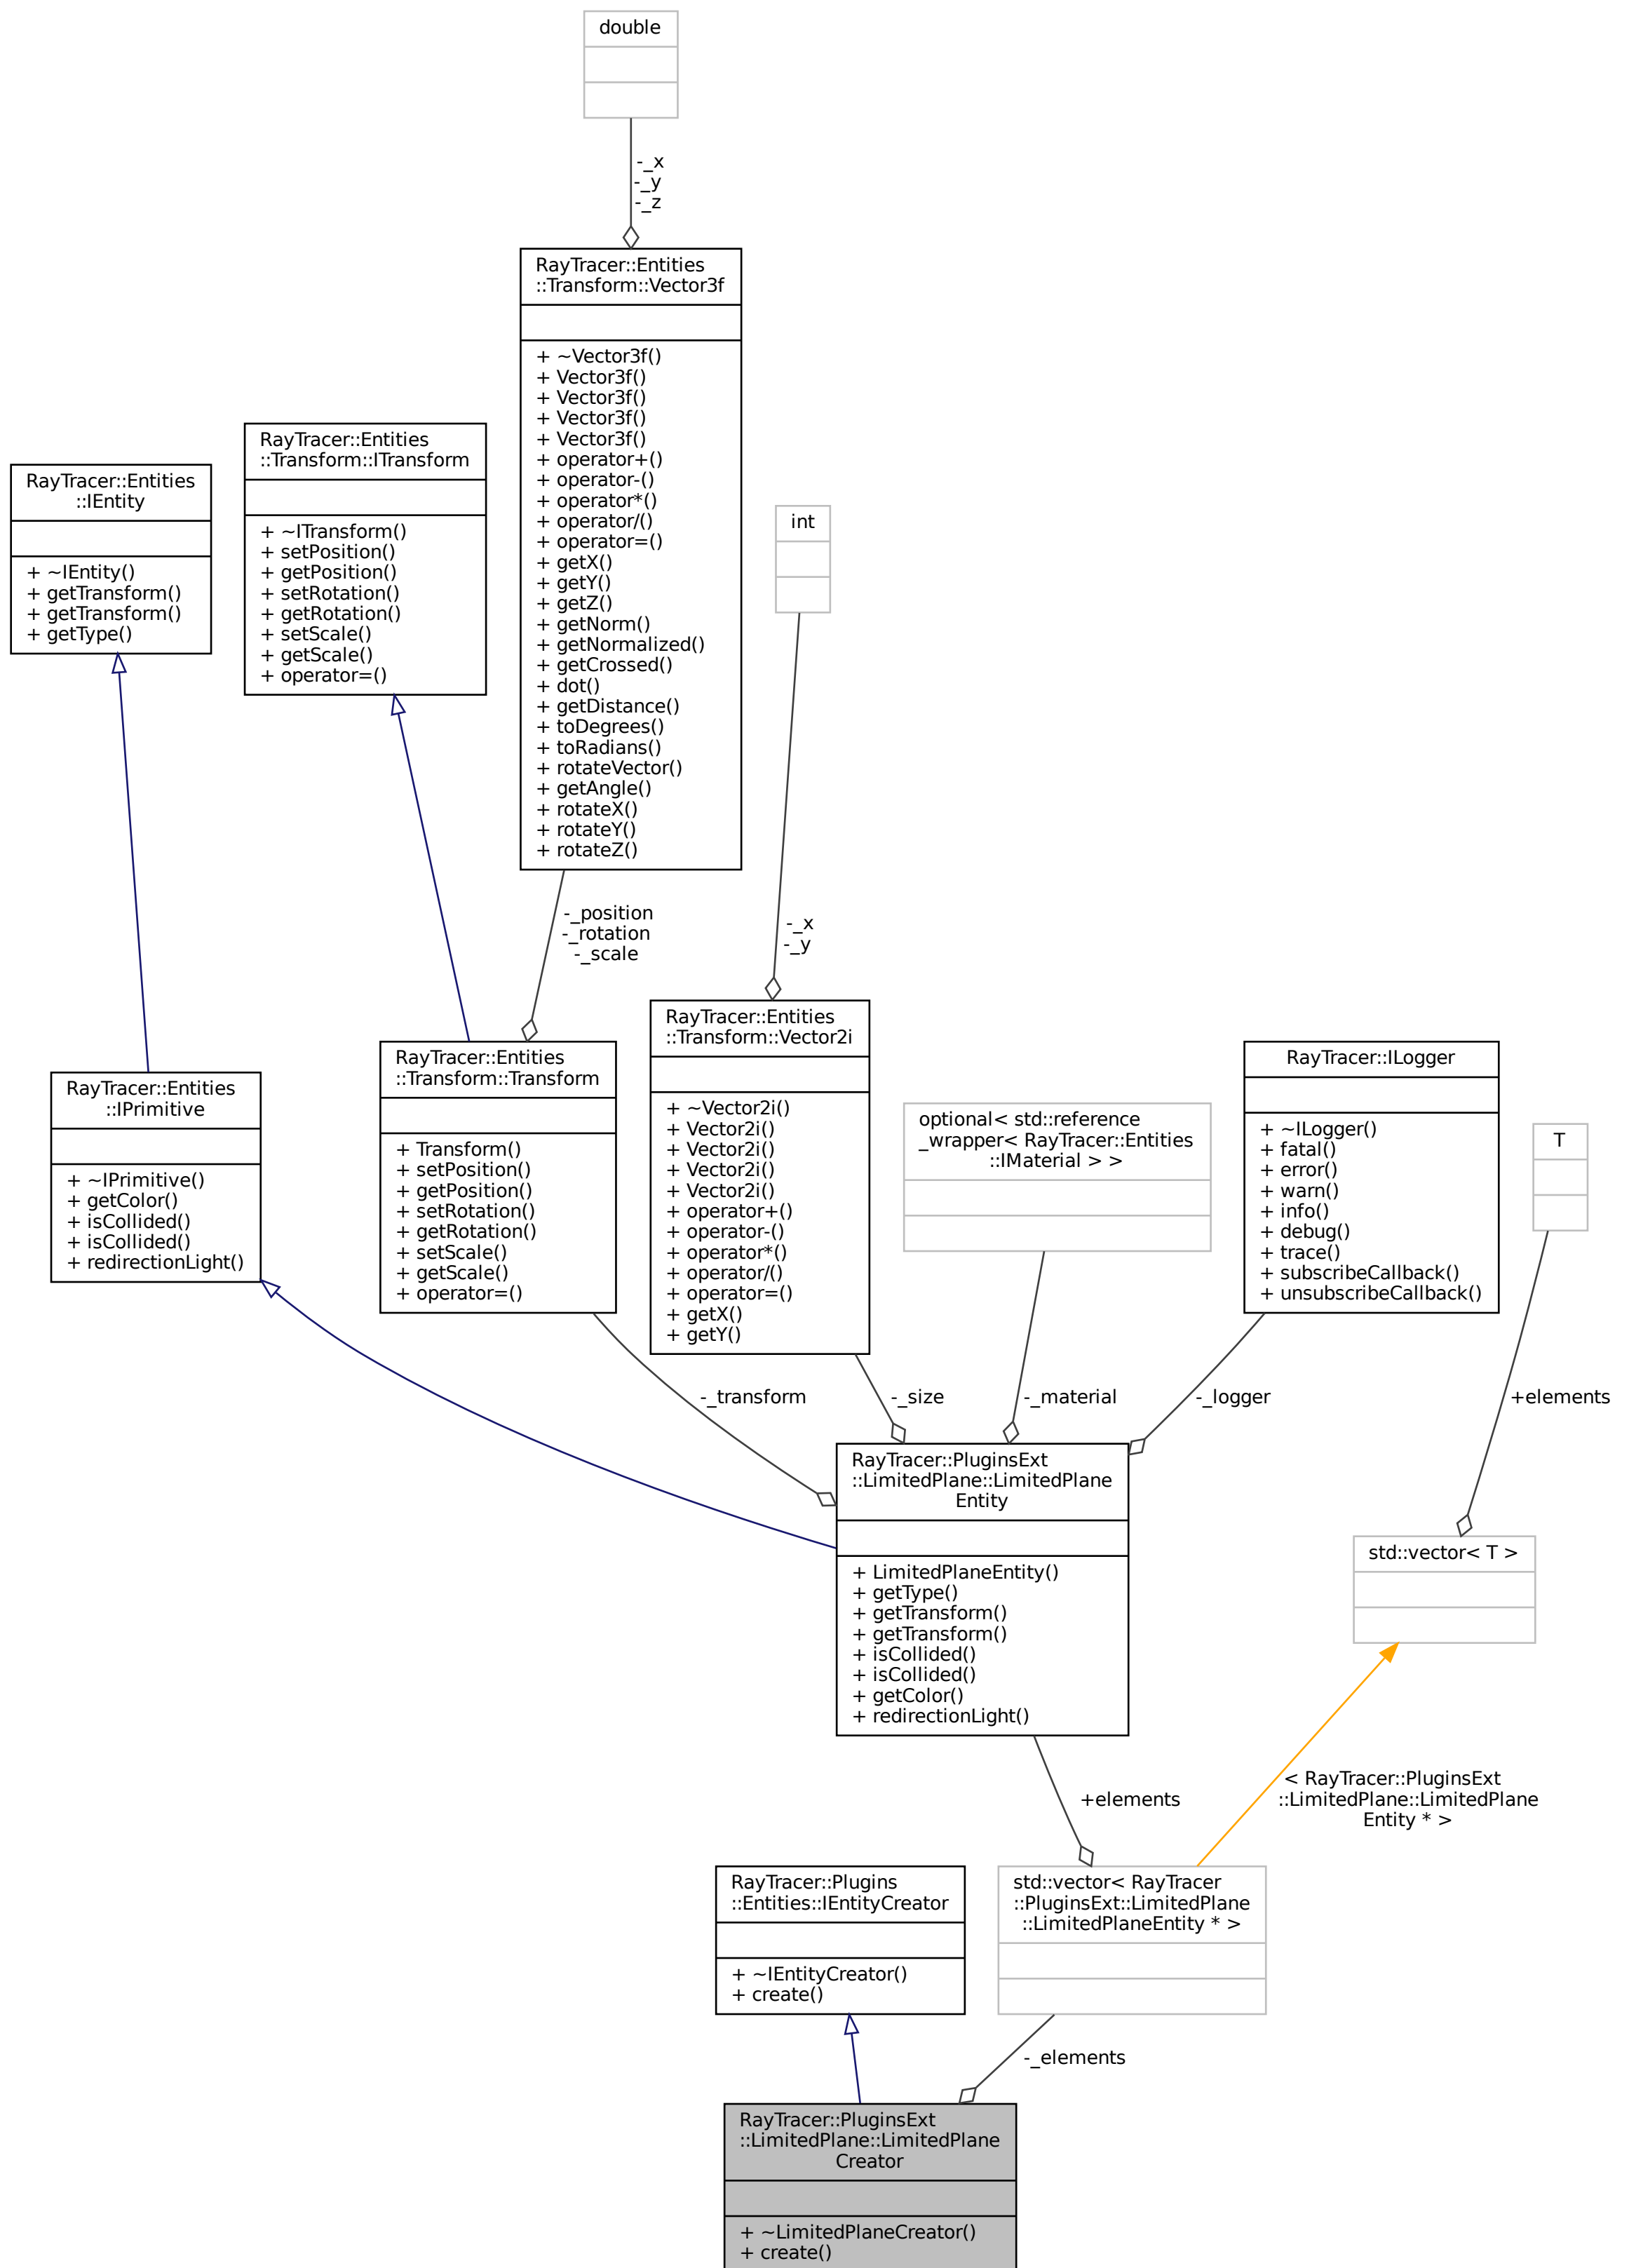 double
-_x
-_y
-_z
RayTracer::Entities
::Transform::Vector3f
+ ~Vector3f()
+ Vector3f()
+ Vector3f()
+ Vector3f()
+ Vector3f()
+ operator+()
+ operator-()
+ operator*()
+ operator/()
+ operator=()
+ getX()
+ getY()
+ getZ()
+ getNorm()
+ getNormalized()
+ getCrossed()
+ dot()
+ getDistance()
+ toDegrees()
+ toRadians()
+ rotateVector()
+ getAngle()
+ rotateX()
+ rotateY()
+ rotateZ()
RayTracer::Entities
::Transform::ITransform
+ ~ITransform()
+ setPosition()
+ getPosition()
+ setRotation()
+ getRotation()
+ setScale()
+ getScale()
+ operator=()
RayTracer::Entities
::IEntity
+ ~IEntity()
+ getTransform()
+ getTransform()
+ getType()
int
-_position
-_rotation
-_scale
-_x
-_y
RayTracer::Entities
::IPrimitive
+ ~IPrimitive()
+ getColor()
+ isCollided()
+ isCollided()
+ redirectionLight()
RayTracer::Entities
::Transform::Transform
+ Transform()
+ setPosition()
+ getPosition()
+ setRotation()
+ getRotation()
+ setScale()
+ getScale()
+ operator=()
RayTracer::Entities
::Transform::Vector2i
+ ~Vector2i()
+ Vector2i()
+ Vector2i()
+ Vector2i()
+ Vector2i()
+ operator+()
+ operator-()
+ operator*()
+ operator/()
+ operator=()
+ getX()
+ getY()
optional< std::reference
_wrapper< RayTracer::Entities
::IMaterial > >
RayTracer::ILogger
+ ~ILogger()
+ fatal()
+ error()
+ warn()
+ info()
+ debug()
+ trace()
+ subscribeCallback()
+ unsubscribeCallback()
T
-_transform
-_size
-_material
-_logger
+elements
RayTracer::PluginsExt
::LimitedPlane::LimitedPlane
Entity
+ LimitedPlaneEntity()
+ getType()
+ getTransform()
+ getTransform()
+ isCollided()
+ isCollided()
+ getColor()
+ redirectionLight()
std::vector< T >
+elements
< RayTracer::PluginsExt
::LimitedPlane::LimitedPlane
Entity * >
RayTracer::Plugins
::Entities::IEntityCreator
+ ~IEntityCreator()
+ create()
std::vector< RayTracer
::PluginsExt::LimitedPlane
::LimitedPlaneEntity * >
-_elements
RayTracer::PluginsExt
::LimitedPlane::LimitedPlane
Creator
+ ~LimitedPlaneCreator()
+ create()